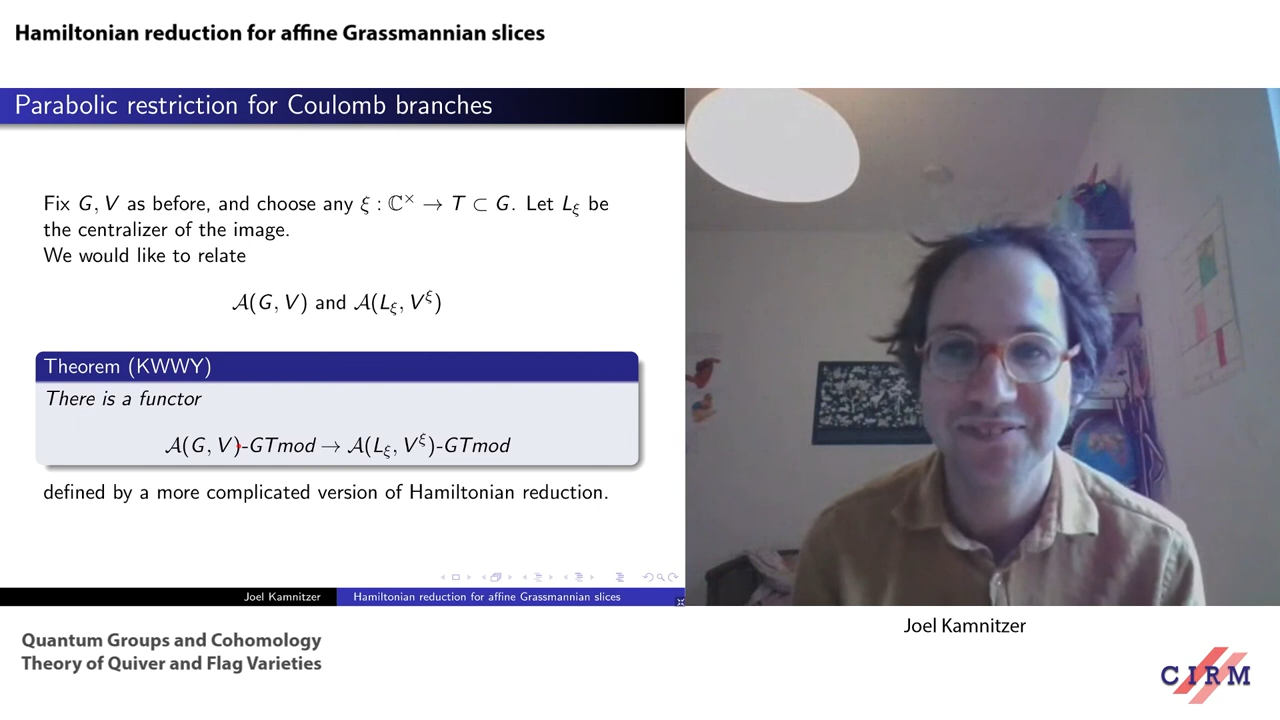 Hamiltonian reduction for affine Grassmannian slices
Parabolic restriction for Coulomb branches
Fix G, V as before, and choose any ξ : ℂ^× → T ⊂ G. Let L_ξ be
the centralizer of the image.
We would like to relate
𝒜(G, V) and 𝒜(L_ξ, V^ξ)
Theorem (KWWY)
There is a functor
𝒜(G, V)-GTmod → 𝒜(L_ξ, V^ξ)-GTmod
defined by a more complicated version of Hamiltonian reduction.
Joel Kamnitzer
Hamiltonian reduction for affine Grassmannian slices
Joel Kamnitzer
Quantum Groups and Cohomology
Theory of Quiver and Flag Varieties
CIRM